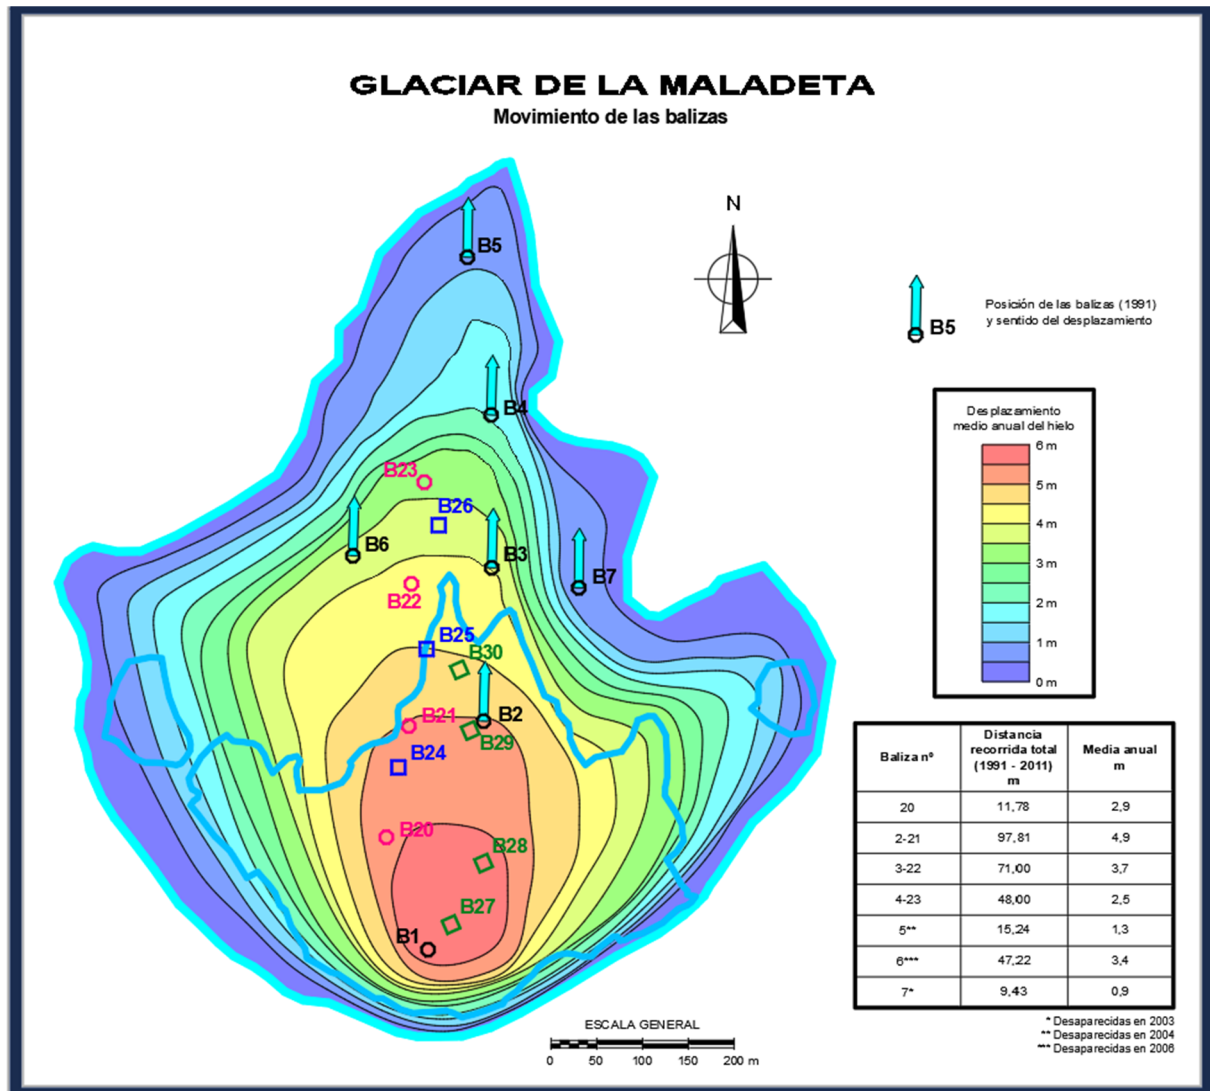 GLACIAR DE LA MALADETA
Movimiento de las balizas
N
B5
B5
Posición de las balizas (1991)
y sentido del desplazamiento
B4
B23
B26
B6
B3
B7
B22
B25
B30
B2
B21
B29
B24
B20
B28
B27
B1
Desplazamiento
medio anual del hielo
6 m
5 m
4 m
3 m
2 m
1 m
0 m
Baliza nº
Distancia
recorrida total
(1991 - 2011)
m
Media anual
m
20 11,78 2,9
2-21 97,81 4,9
3-22 71,00 3,7
4-23 48,00 2,5
5** 15,24 1,3
6*** 47,22 3,4
7* 9,43 0,9
* Desaparecidas en 2003
** Desaparecidas en 2004
*** Desaparecidas en 2006
ESCALA GENERAL
0 50 100 150 200 m